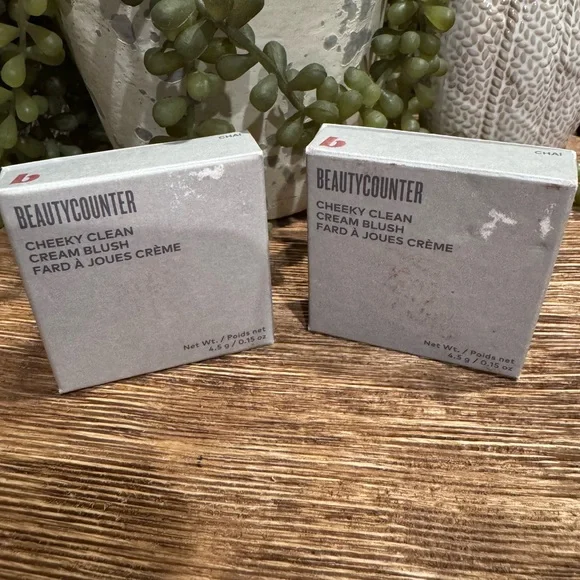 b CHAI
BEAUTYCOUNTER
CHEEKY CLEAN
CREAM BLUSH
FARD À JOUES CRÈME
Net Wt. / Poids net
4.5 g / 0.15 oz
b CHAI
BEAUTYCOUNTER
CHEEKY CLEAN
CREAM BLUSH
FARD À JOUES CRÈME
Net Wt. / Poids net
4.5 g / 0.15 oz